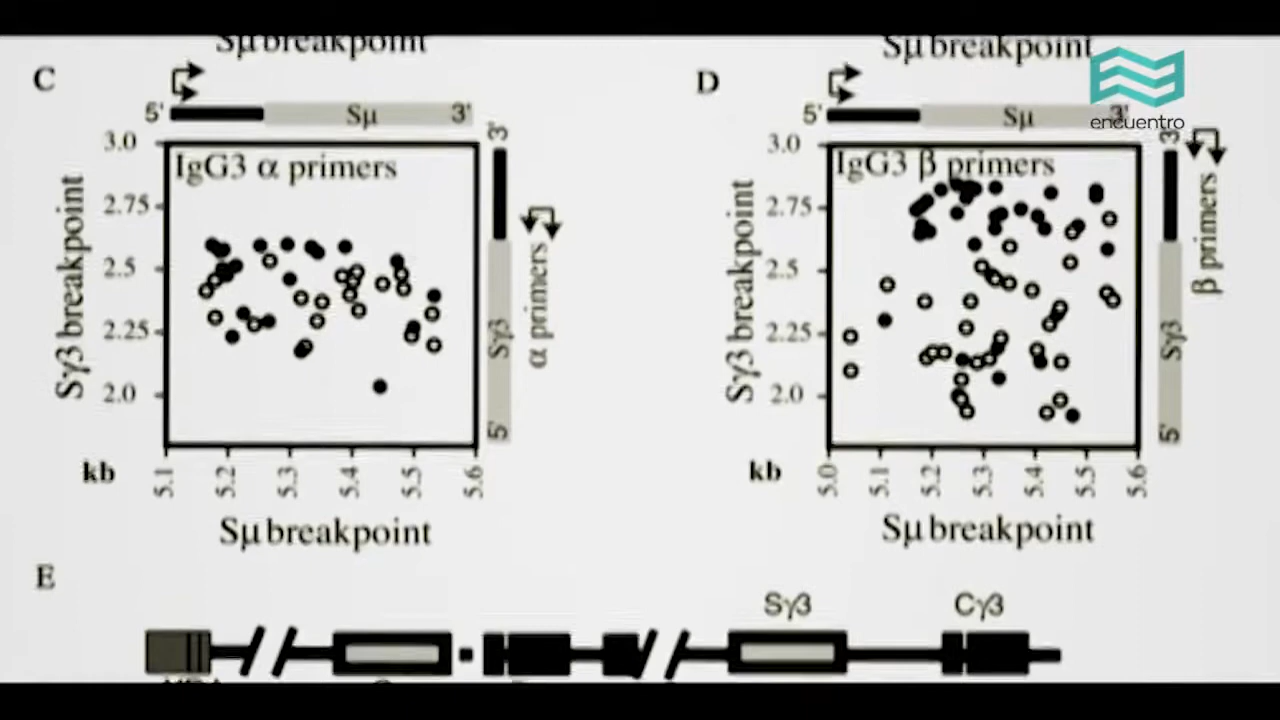 Sμ breakpoint
C
5' Sμ 3'
IgG3 α primers
3.0
2.75
2.5
2.25
2.0
Sγ3 breakpoint
3'
Sγ3
5'
α primers
kb
5.1 5.2 5.3 5.4 5.5 5.6
Sμ breakpoint
Sμ breakpoint
D
5' Sμ 3'
encuentro
IgG3 β primers
3.0
2.75
2.5
2.25
2.0
Sγ3 breakpoint
3'
Sγ3
5'
β primers
kb
5.0 5.1 5.2 5.3 5.4 5.5 5.6
Sμ breakpoint
E
Sγ3 Cγ3